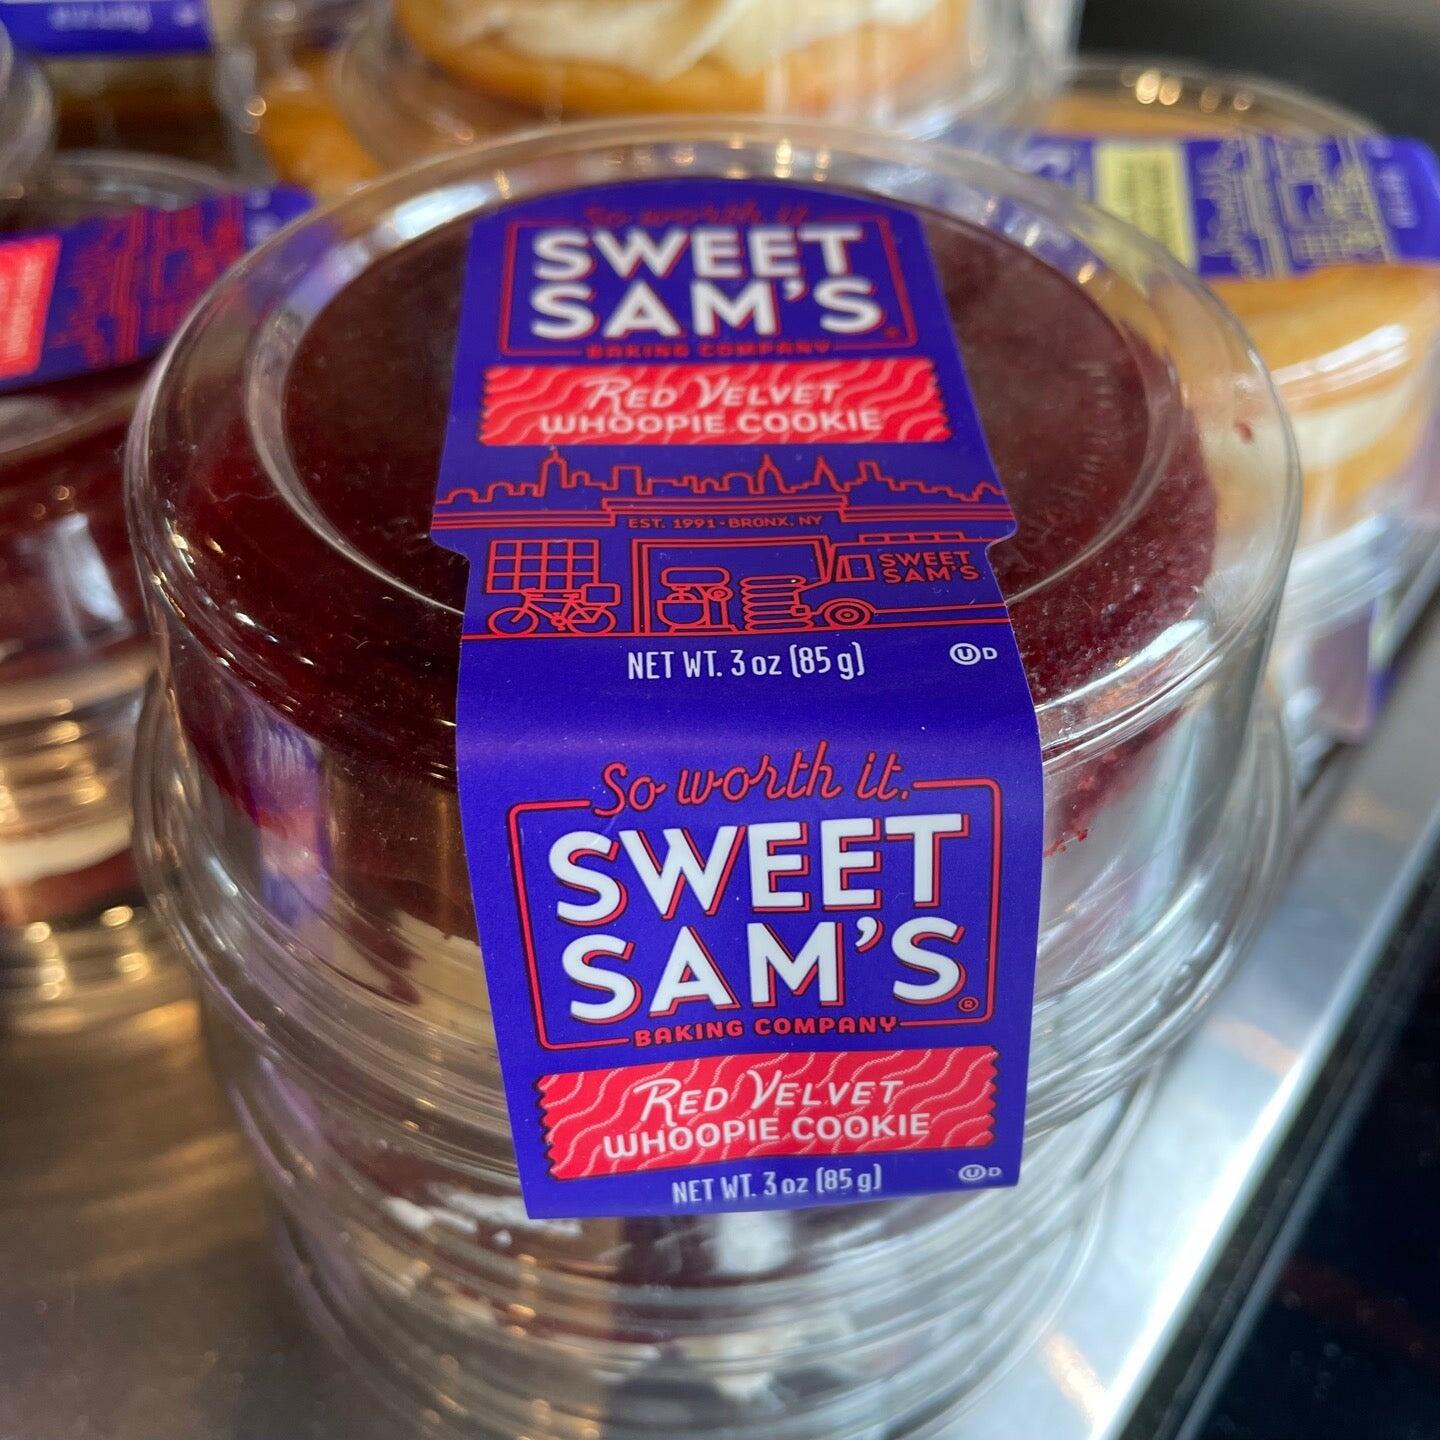 So worth it.
SWEET
SAM'S
BAKING COMPANY
RED VELVET
WHOOPIE COOKIE
EST. 1991 • BRONX, NY
SWEET
SAM'S
NET WT. 3 oz (85 g)
U D
So worth it.
SWEET
SAM'S®
BAKING COMPANY
RED VELVET
WHOOPIE COOKIE
NET WT. 3 oz (85 g)
U D